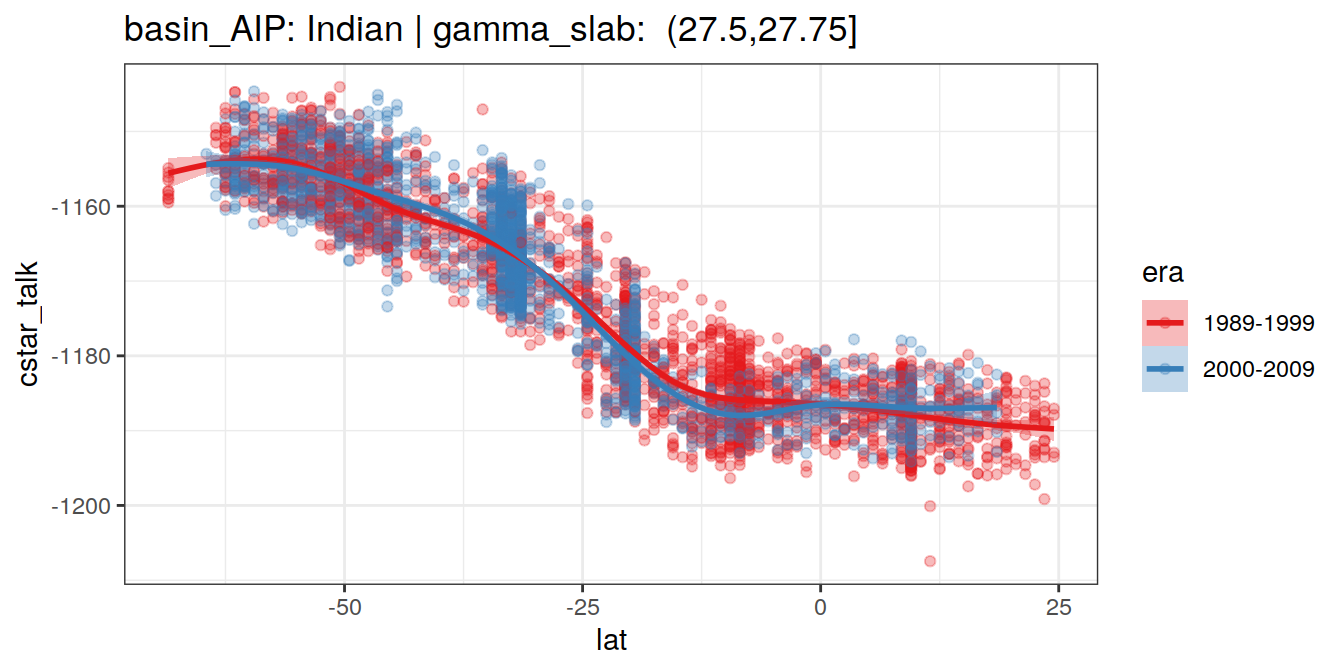 basin_AIP: Indian | gamma_slab:  (27.5,27.75]
cstar_talk
-1160
-1180
-1200
-50
-25
0
25
lat
era
1989-1999
2000-2009